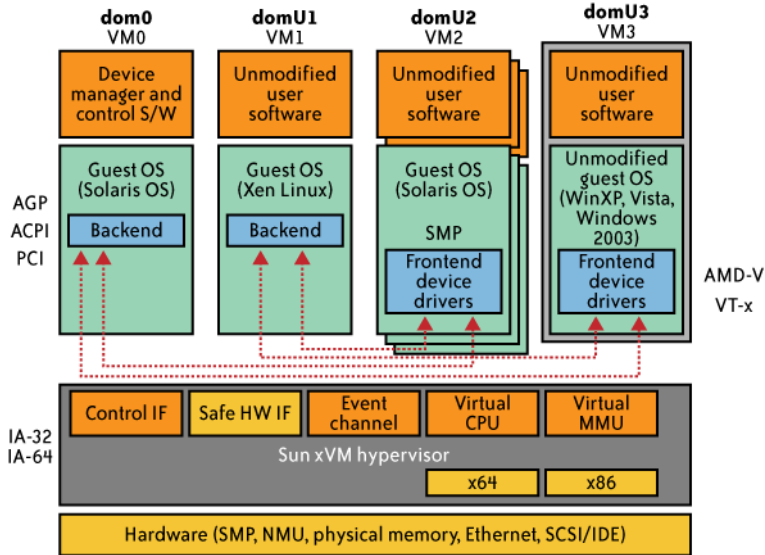 dom0
VM0
domU1
VM1
domU2
VM2
domU3
VM3
Device
manager and
control S/W
Unmodified
user
software
Unmodified
user
software
Unmodified
user
software
AGP
ACPI
PCI
Guest OS
(Solaris OS)
Backend
Guest OS
(Xen Linux)
Backend
Guest OS
(Solaris OS)
SMP
Frontend
device
drivers
Unmodified
guest OS
(WinXP, Vista,
Windows
2003)
Frontend
device
drivers
AMD-V
VT-x
IA-32
IA-64
Control IF
Safe HW IF
Event
channel
Virtual
CPU
Virtual
MMU
Sun xVM hypervisor
x64
x86
Hardware (SMP, NMU, physical memory, Ethernet, SCSI/IDE)